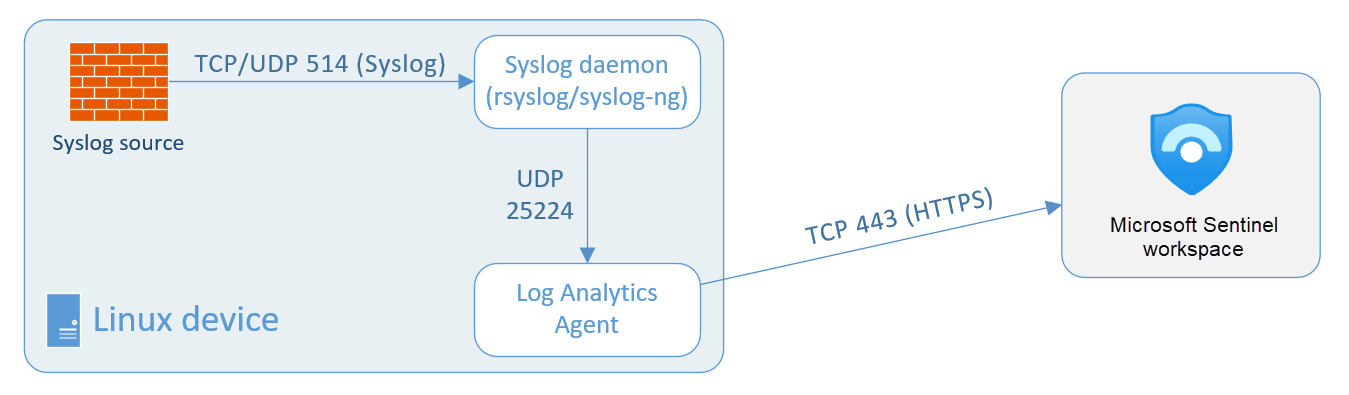 TCP/UDP 514 (Syslog)
Syslog daemon
(rsyslog/syslog-ng)
Syslog source
UDP
25224
TCP 443 (HTTPS)
Microsoft Sentinel
workspace
Log Analytics
Agent
Linux device